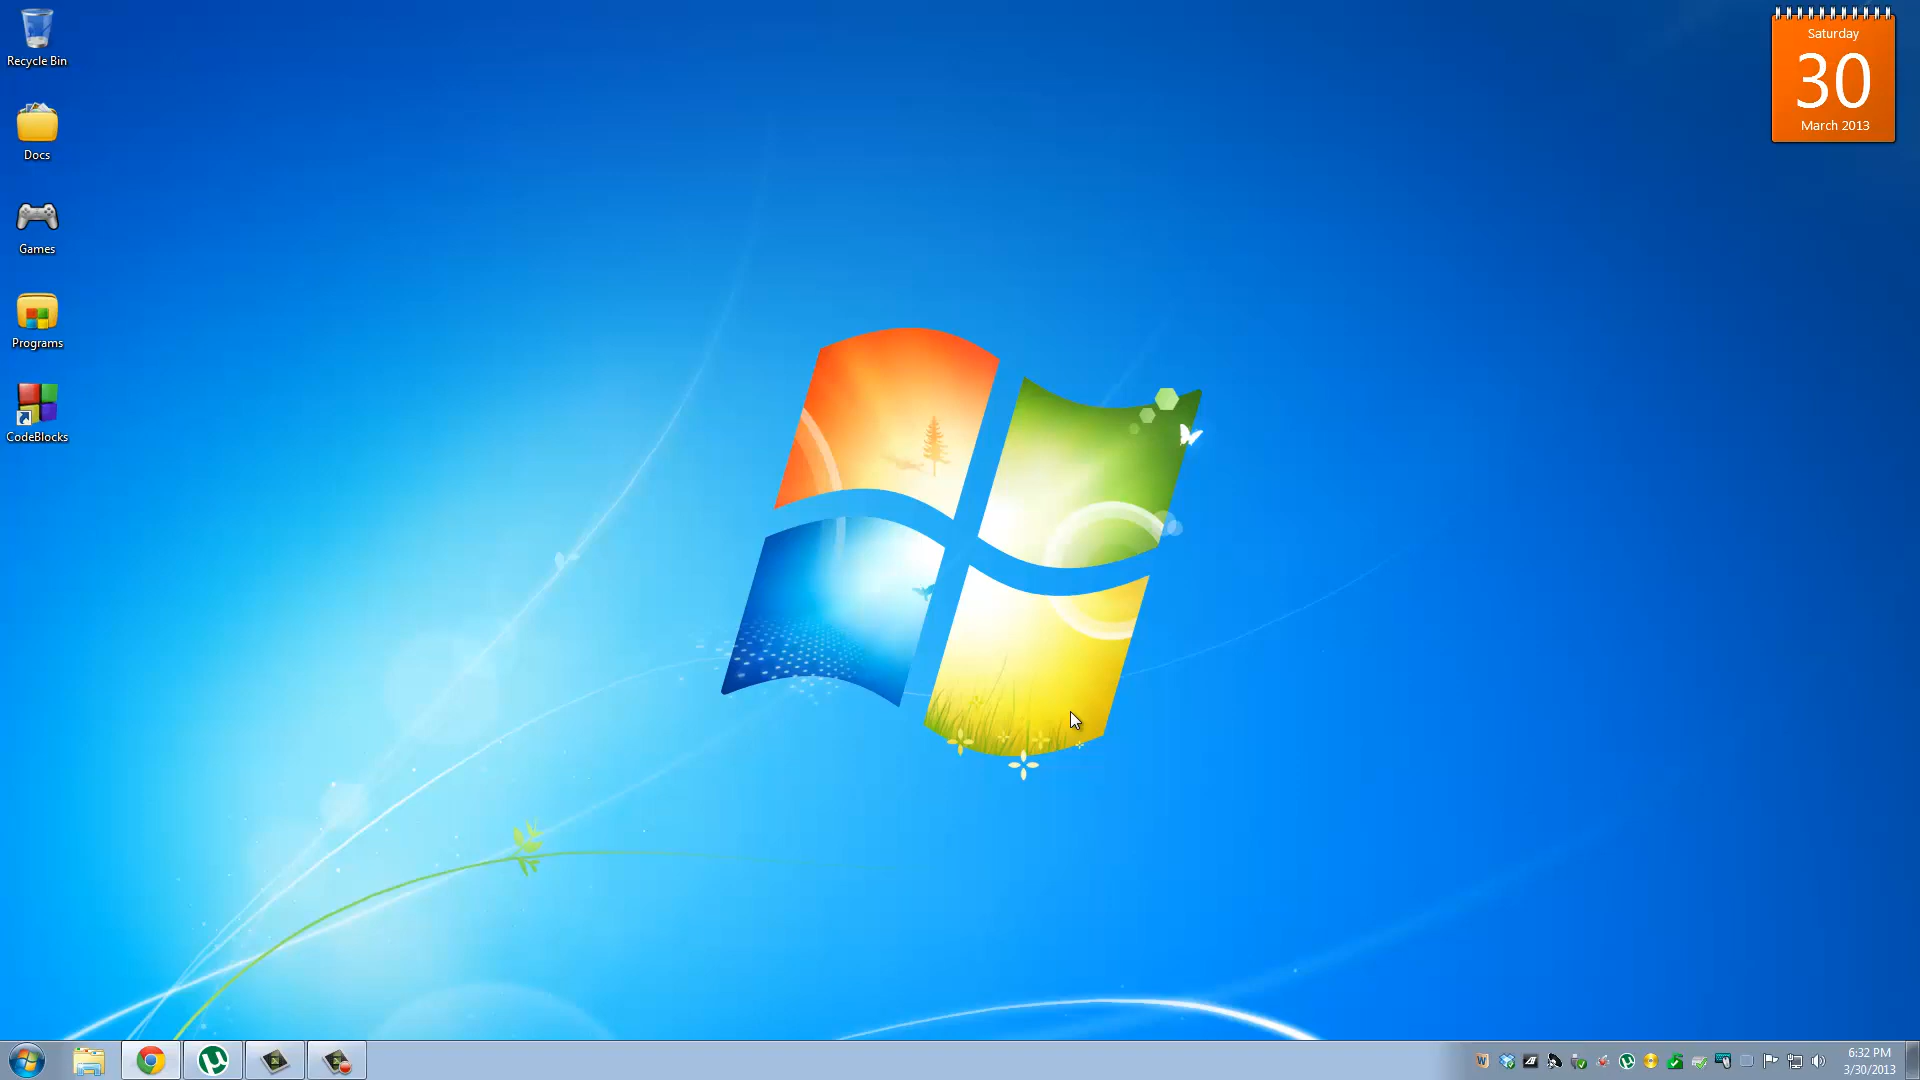 Recycle Bin
Docs
Games
Programs
CodeBlocks
Saturday
30
March 2013
6:32 PM
3/30/2013